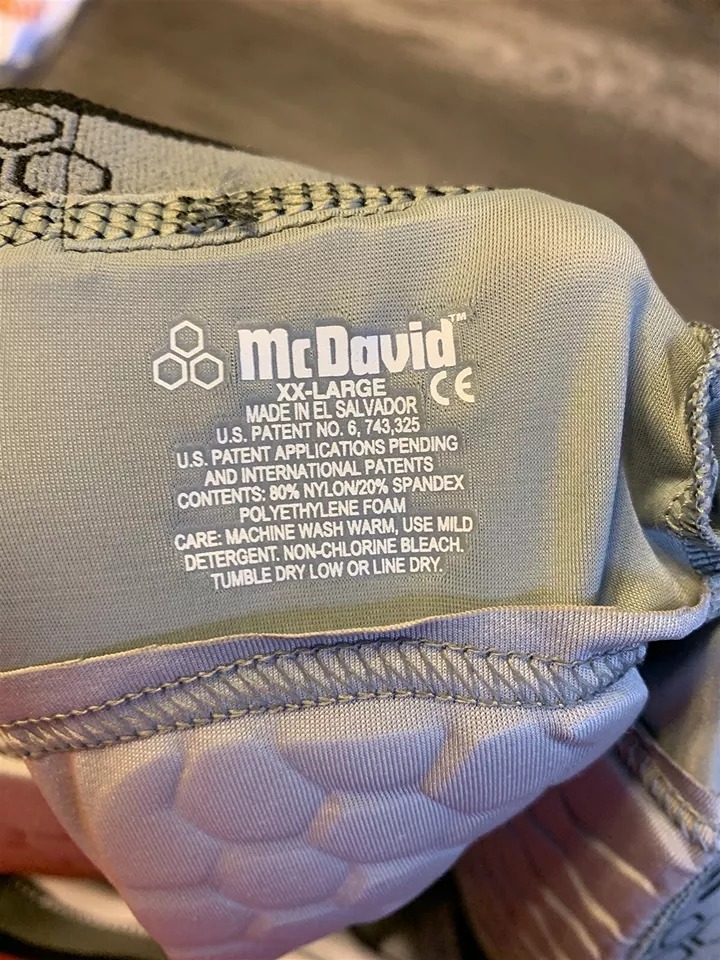 McDavid™
XX-LARGE CE
MADE IN EL SALVADOR
U.S. PATENT NO. 6, 743,325
U.S. PATENT APPLICATIONS PENDING
AND INTERNATIONAL PATENTS
CONTENTS: 80% NYLON/20% SPANDEX
POLYETHYLENE FOAM
CARE: MACHINE WASH WARM, USE MILD
DETERGENT. NON-CHLORINE BLEACH.
TUMBLE DRY LOW OR LINE DRY.